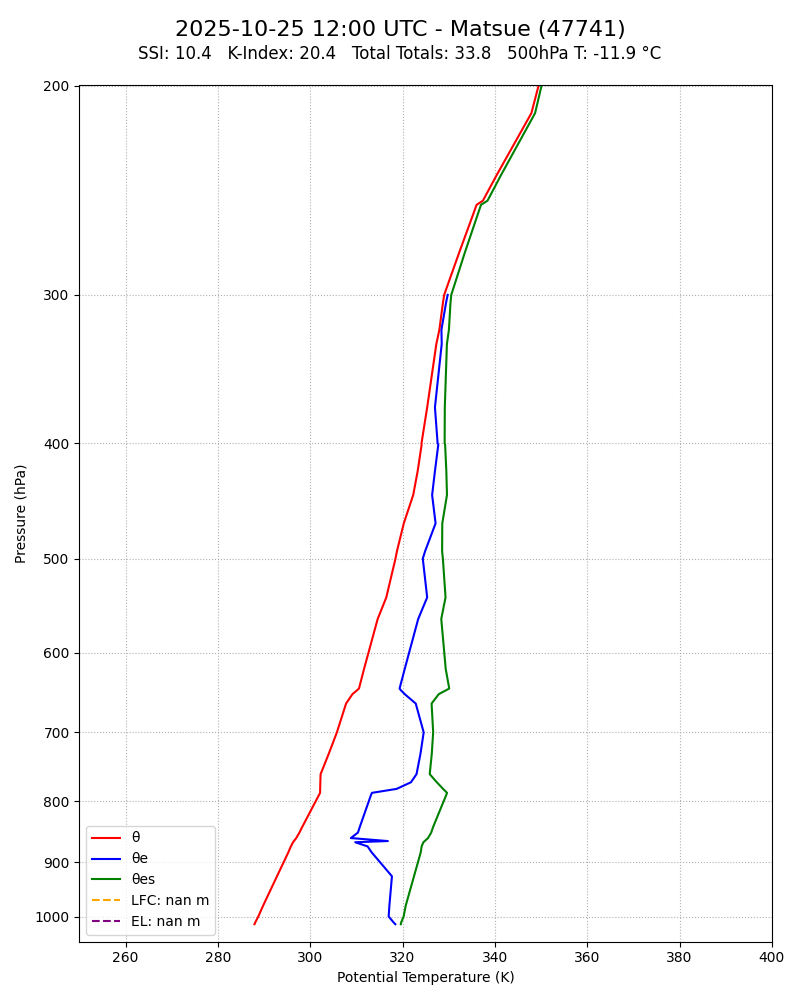 2025-10-25 12:00 UTC - Matsue (47741)
SSI: 10.4   K-Index: 20.4   Total Totals: 33.8   500hPa T: -11.9 °C
200
300
400
500
600
700
800
900
1000
Pressure (hPa)
θ
θe
θes
LFC: nan m
EL: nan m
260
280
300
320
340
360
380
400
Potential Temperature (K)